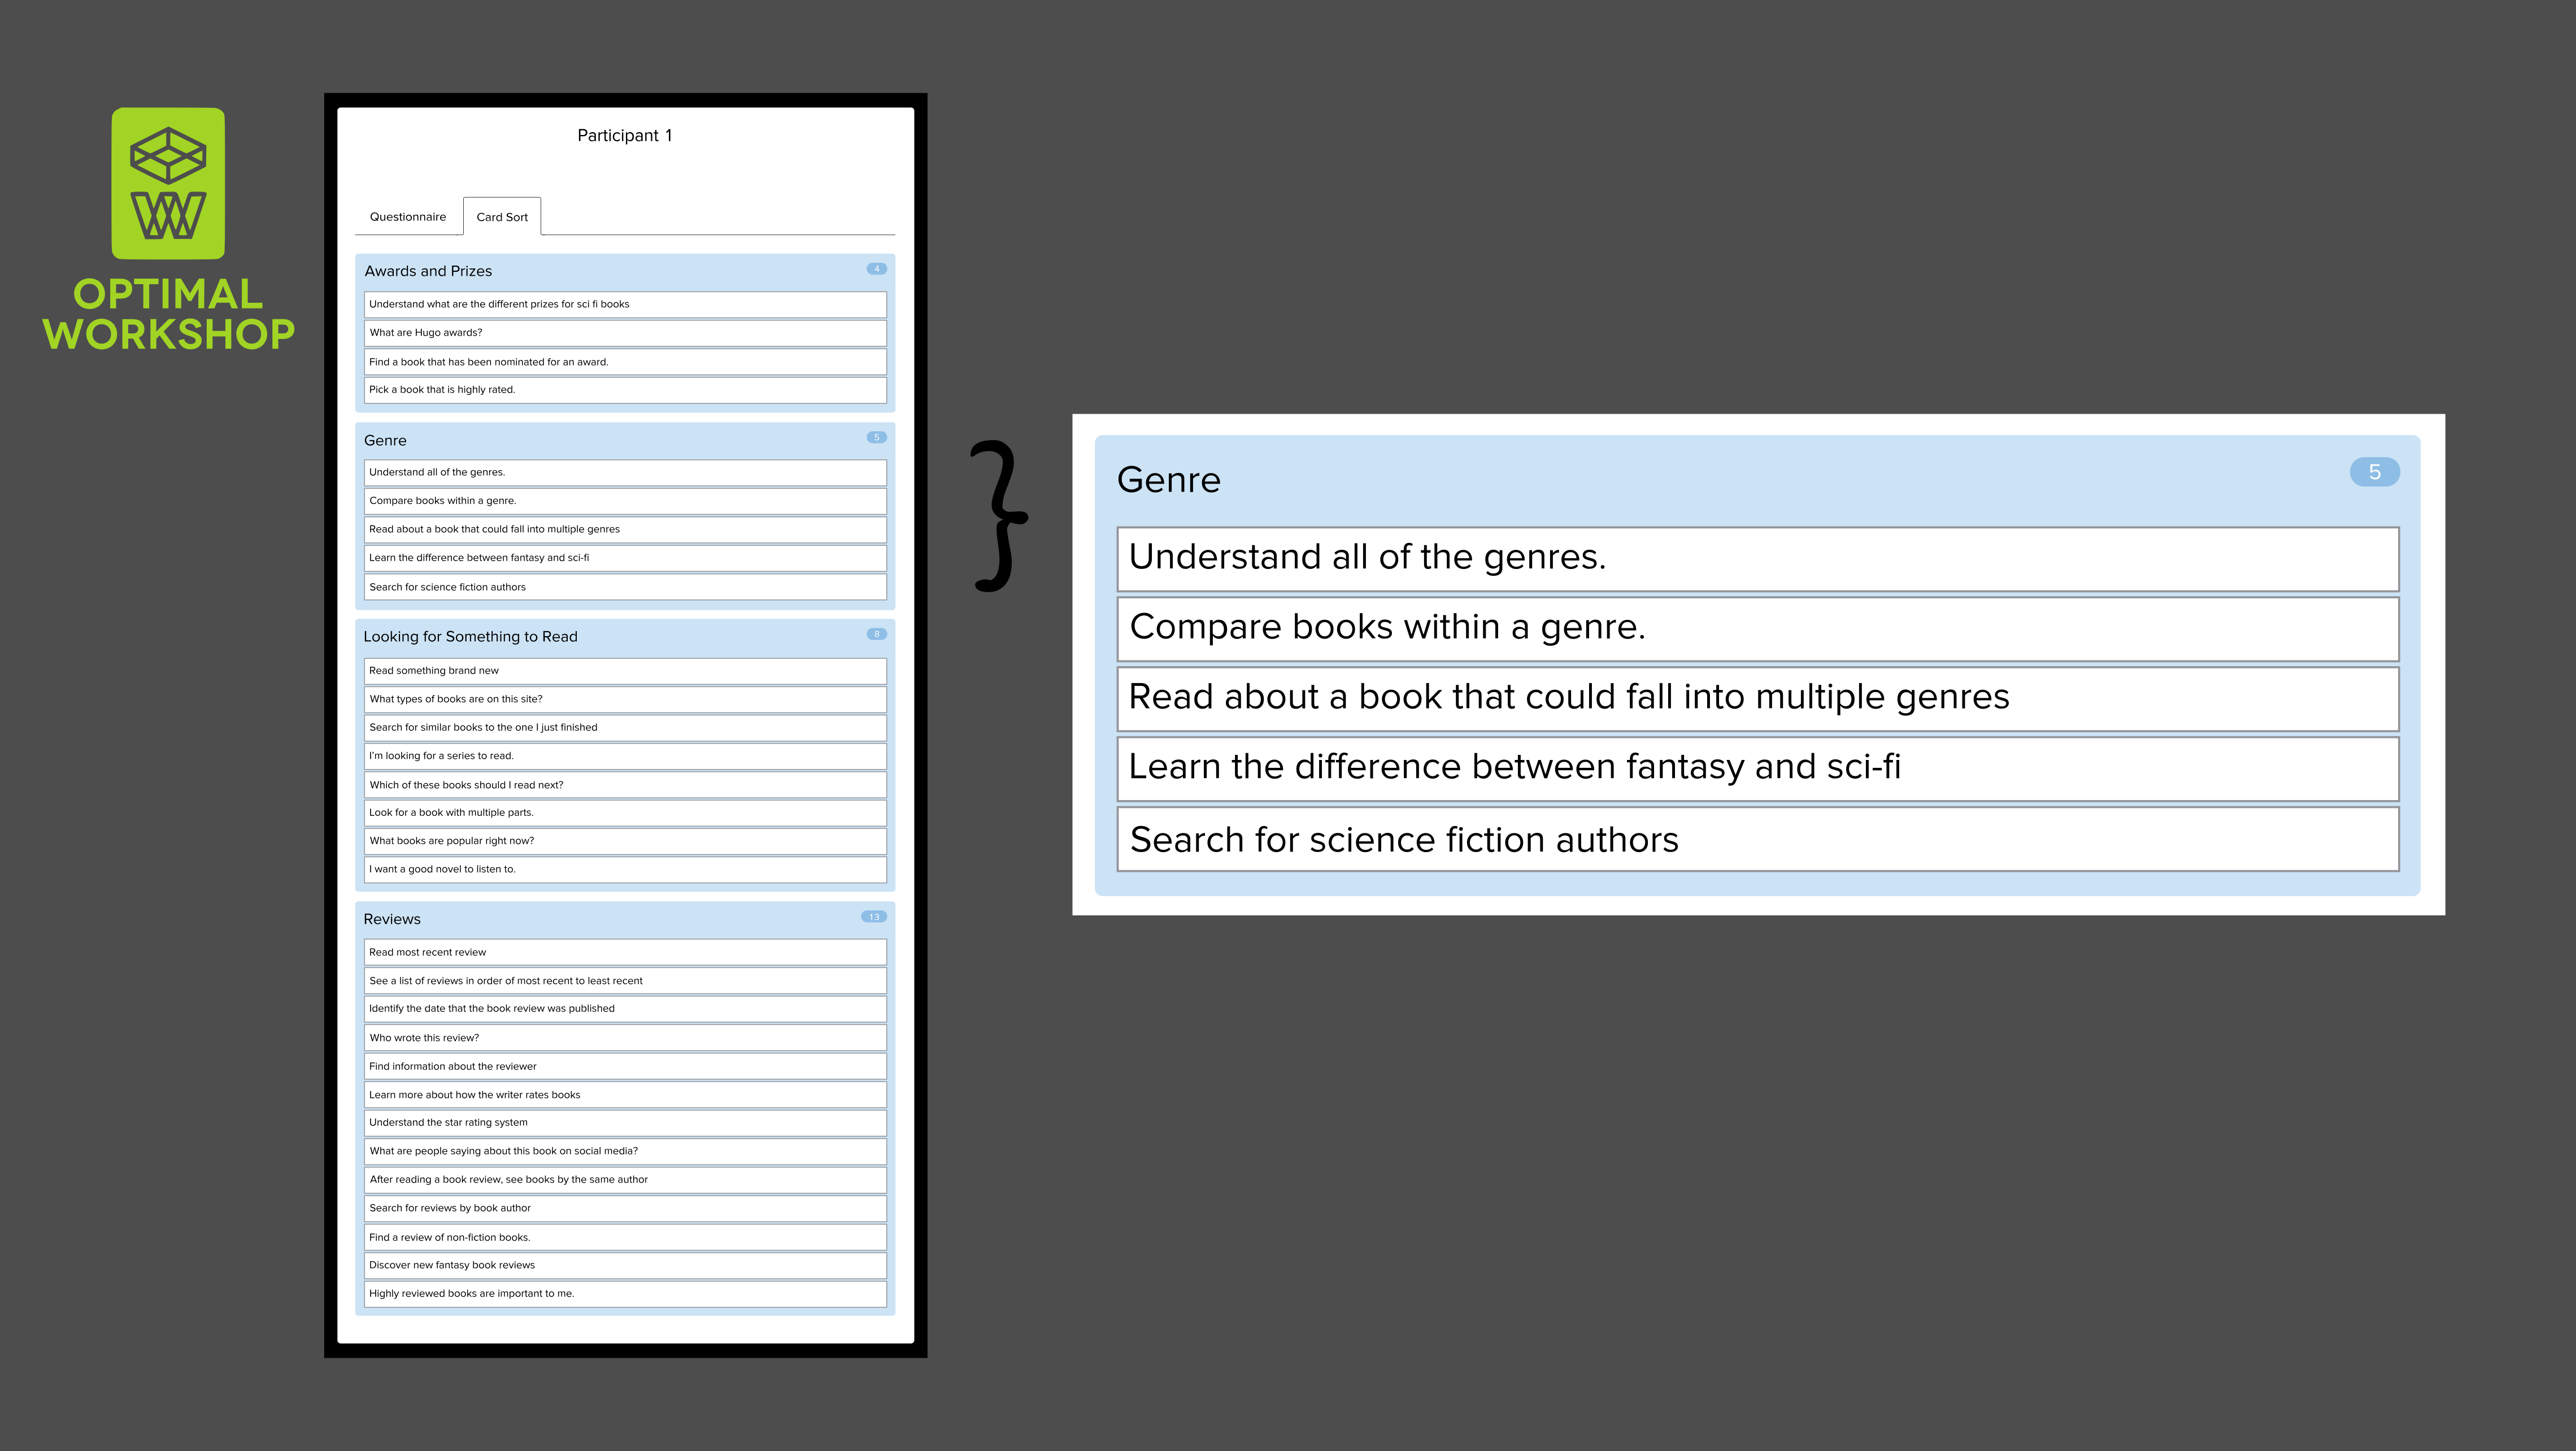 OPTIMAL
WORKSHOP
Participant 1
Questionnaire
Card Sort
Awards and Prizes
4
Understand what are the different prizes for sci fi books
What are Hugo awards?
Find a book that has been nominated for an award.
Pick a book that is highly rated.
Genre
5
Understand all of the genres.
Compare books within a genre.
Read about a book that could fall into multiple genres
Learn the difference between fantasy and sci-fi
Search for science fiction authors
Looking for Something to Read
8
Read something brand new
What types of books are on this site?
Search for similar books to the one I just finished
I'm looking for a series to read.
Which of these books should I read next?
Look for a book with multiple parts.
What books are popular right now?
I want a good novel to listen to.
Reviews
13
Read most recent review
See a list of reviews in order of most recent to least recent
Identify the date that the book review was published
Who wrote this review?
Find information about the reviewer
Learn more about how the writer rates books
Understand the star rating system
What are people saying about this book on social media?
After reading a book review, see books by the same author
Search for reviews by book author
Find a review of non-fiction books.
Discover new fantasy book reviews
Highly reviewed books are important to me.
}
Genre
5
Understand all of the genres.
Compare books within a genre.
Read about a book that could fall into multiple genres
Learn the difference between fantasy and sci-fi
Search for science fiction authors